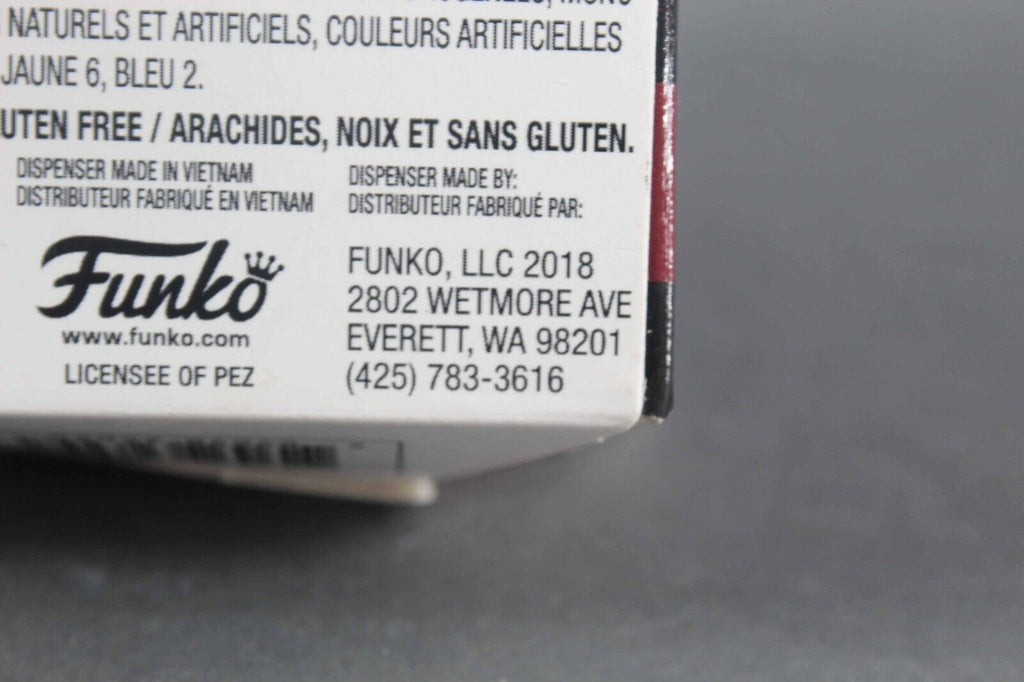 NATURELS ET ARTIFICIELS, COULEURS ARTIFICIELLES
JAUNE 6, BLEU 2.
UTEN FREE / ARACHIDES, NOIX ET SANS GLUTEN.
DISPENSER MADE IN VIETNAM
DISTRIBUTEUR FABRIQUÉ EN VIETNAM
Funko
www.funko.com
LICENSEE OF PEZ
DISPENSER MADE BY:
DISTRIBUTEUR FABRIQUÉ PAR:
FUNKO, LLC 2018
2802 WETMORE AVE
EVERETT, WA 98201
(425) 783-3616